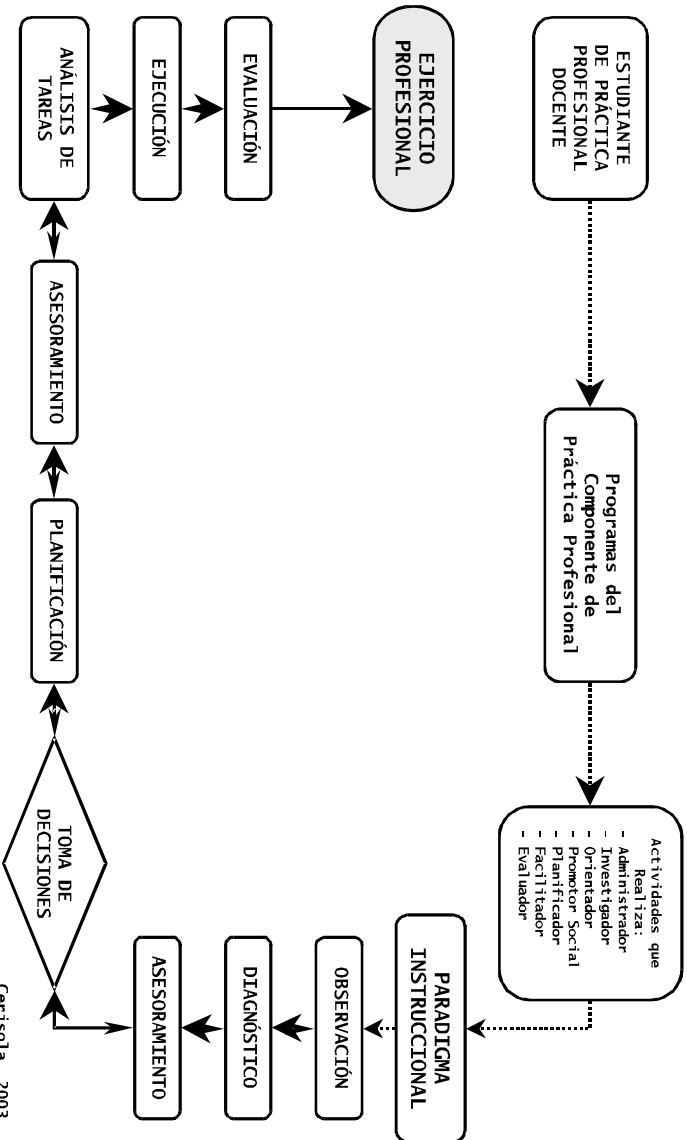 ESTUDIANTE
DE PRÁCTICA
PROFESIONAL
DOCENTE
Programas del
Componente de
Práctica Profesional
Actividades que
Realiza:
- Administrador
- Investigador
- Orientador
- Promotor Social
- Planificador
- Facilitador
- Evaluador
PARADIGMA
INSTRUCCIONAL
OBSERVACIÓN
DIAGNÓSTICO
ASESORAMIENTO
TOMA DE
DECISIONES
PLANIFICACIÓN
ASESORAMIENTO
ANÁLISIS DE
TAREAS
EJECUCIÓN
EVALUACIÓN
EJERCICIO
PROFESIONAL
Cerisola 2003